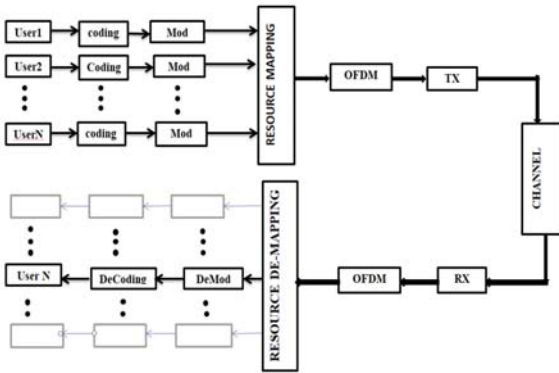 User1 coding Mod
User2 Coding Mod
UserN coding Mod
RESOURCE MAPPING
OFDM TX
CHANNEL
User N DeCoding DeMod
RESOURCE DE-MAPPING
OFDM RX